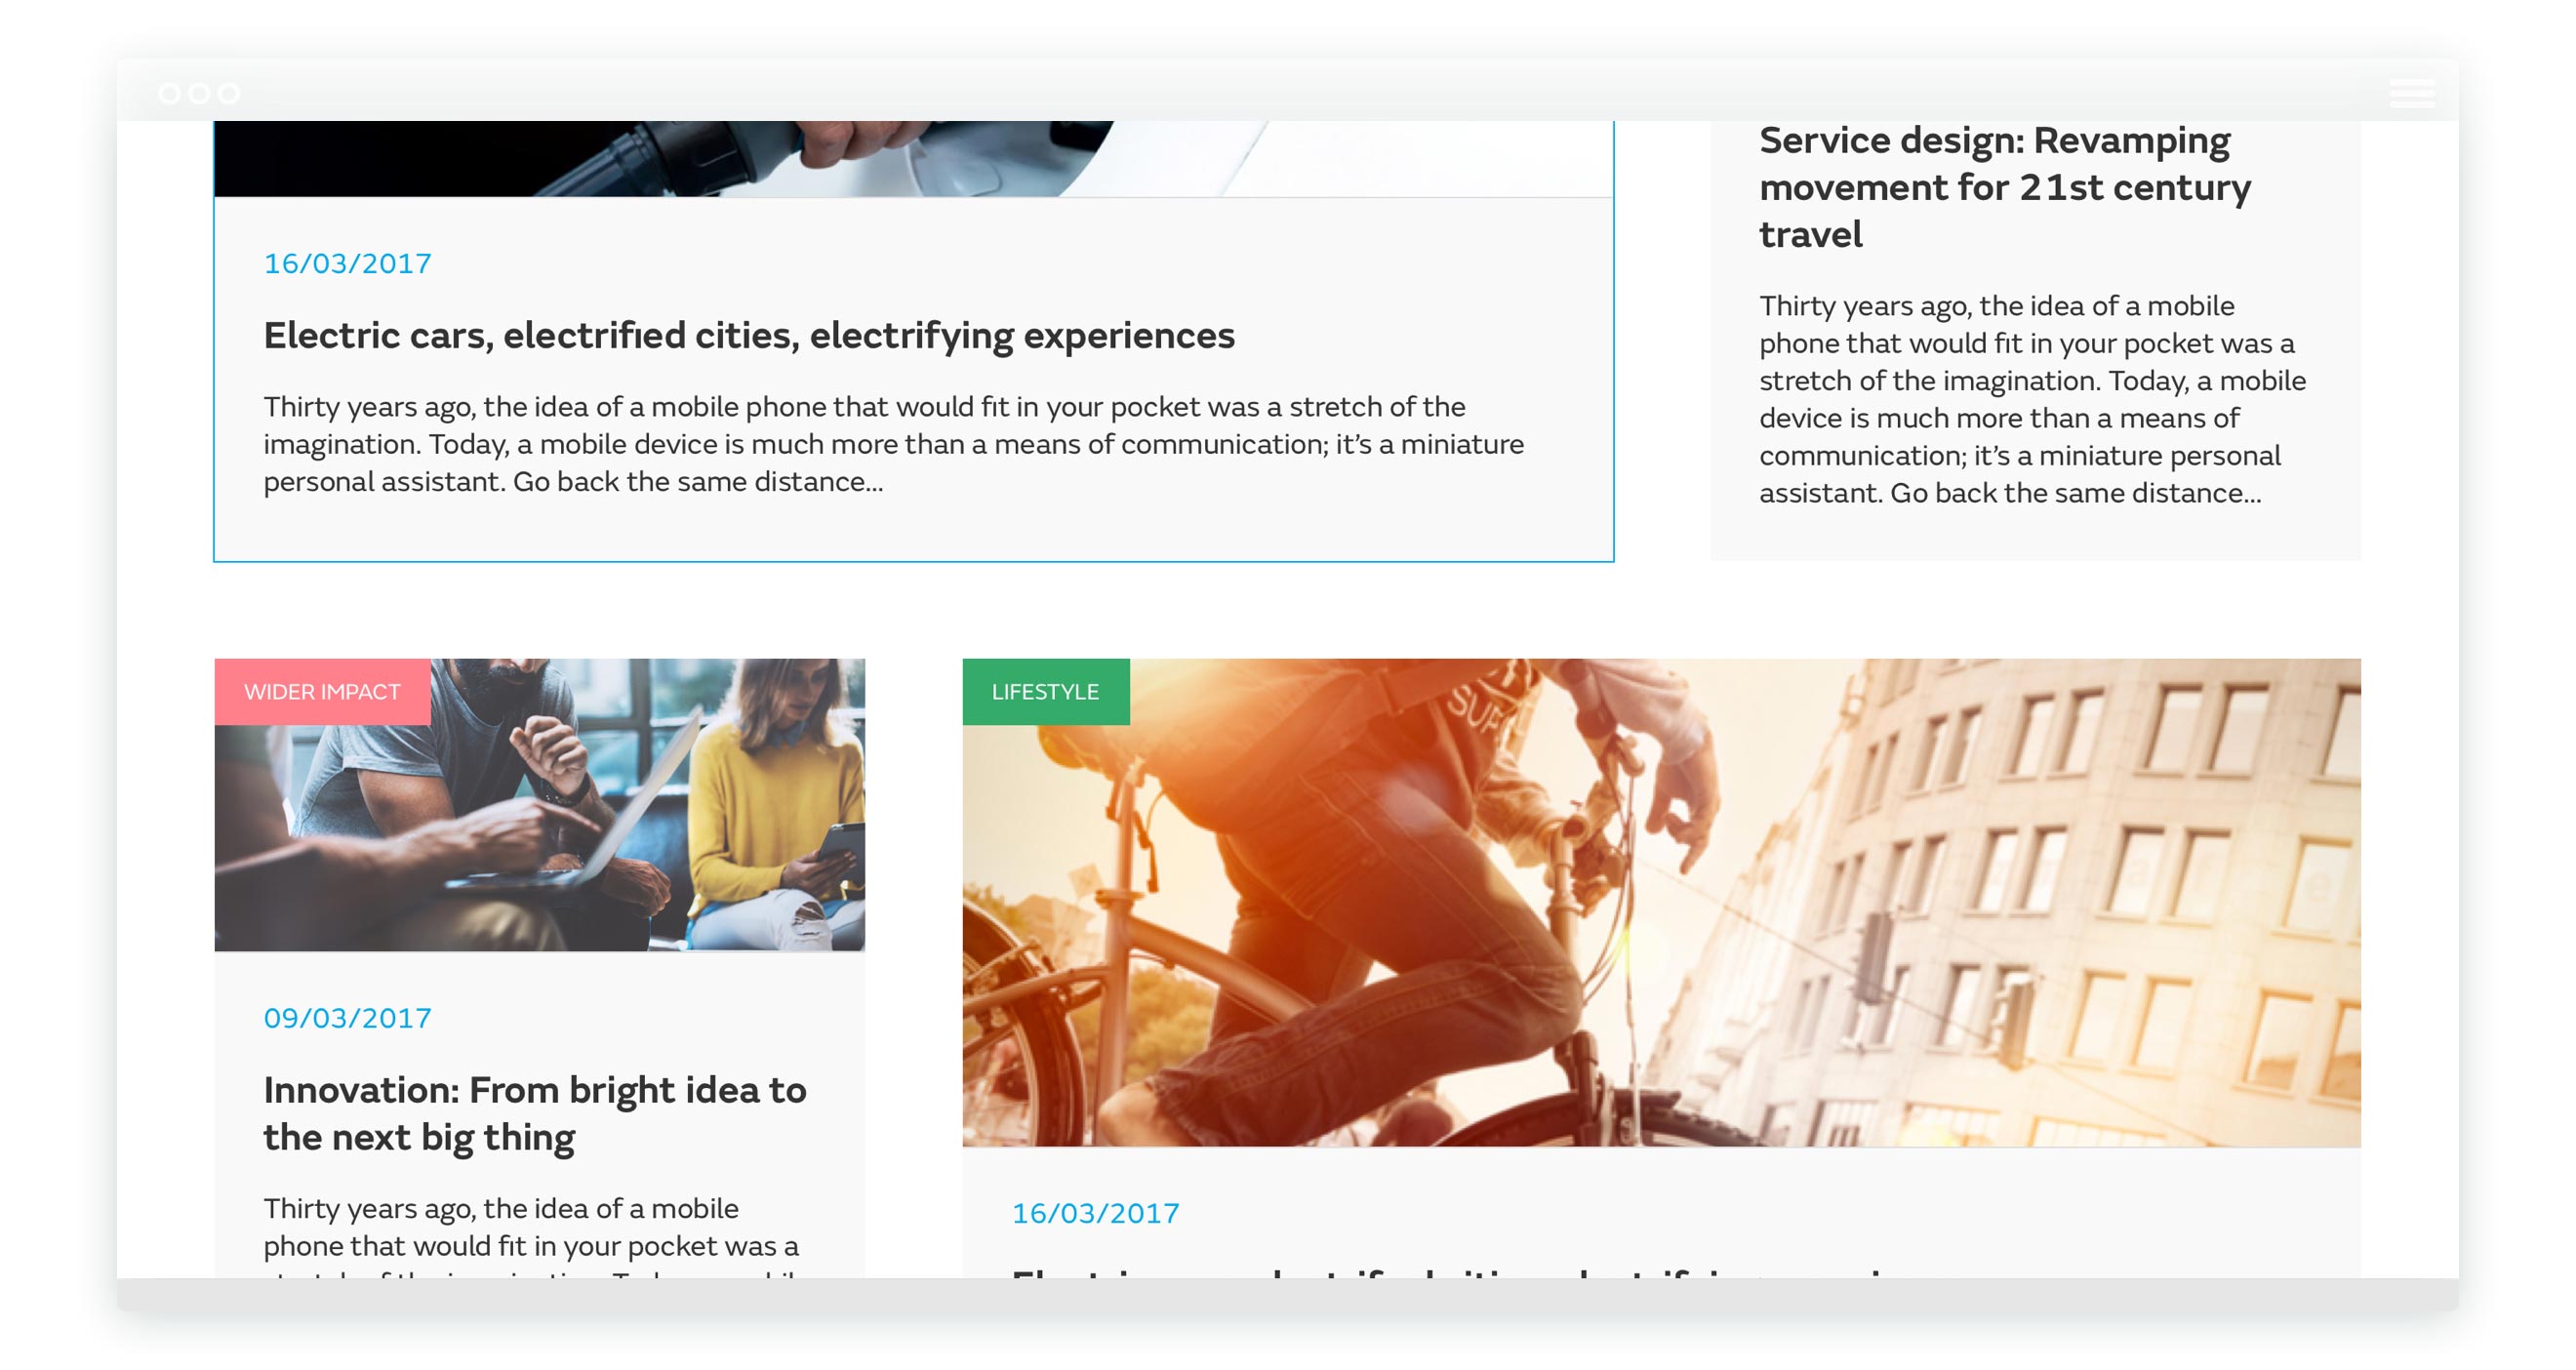 16/03/2017
Electric cars, electrified cities, electrifying experiences
Thirty years ago, the idea of a mobile phone that would fit in your pocket was a stretch of the
imagination. Today, a mobile device is much more than a means of communication; it’s a miniature
personal assistant. Go back the same distance...
Service design: Revamping
movement for 21st century
travel
Thirty years ago, the idea of a mobile
phone that would fit in your pocket was a
stretch of the imagination. Today, a mobile
device is much more than a means of
communication; it’s a miniature personal
assistant. Go back the same distance...
WIDER IMPACT
09/03/2017
Innovation: From bright idea to
the next big thing
Thirty years ago, the idea of a mobile
phone that would fit in your pocket was a
LIFESTYLE
16/03/2017